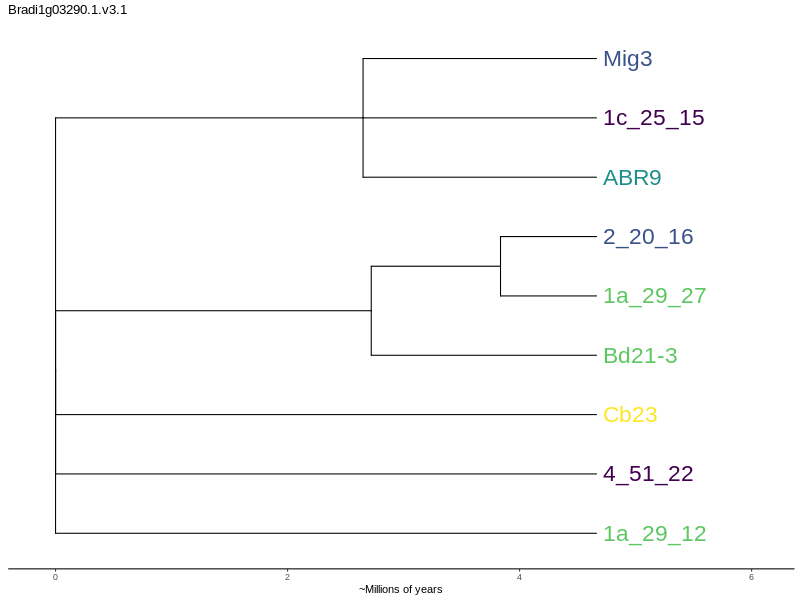 Bradi1g03290.1.v3.1
Mig3
1c_25_15
ABR9
2_20_16
1a_29_27
Bd21-3
Cb23
4_51_22
1a_29_12
0 2 4 6
~Millions of years